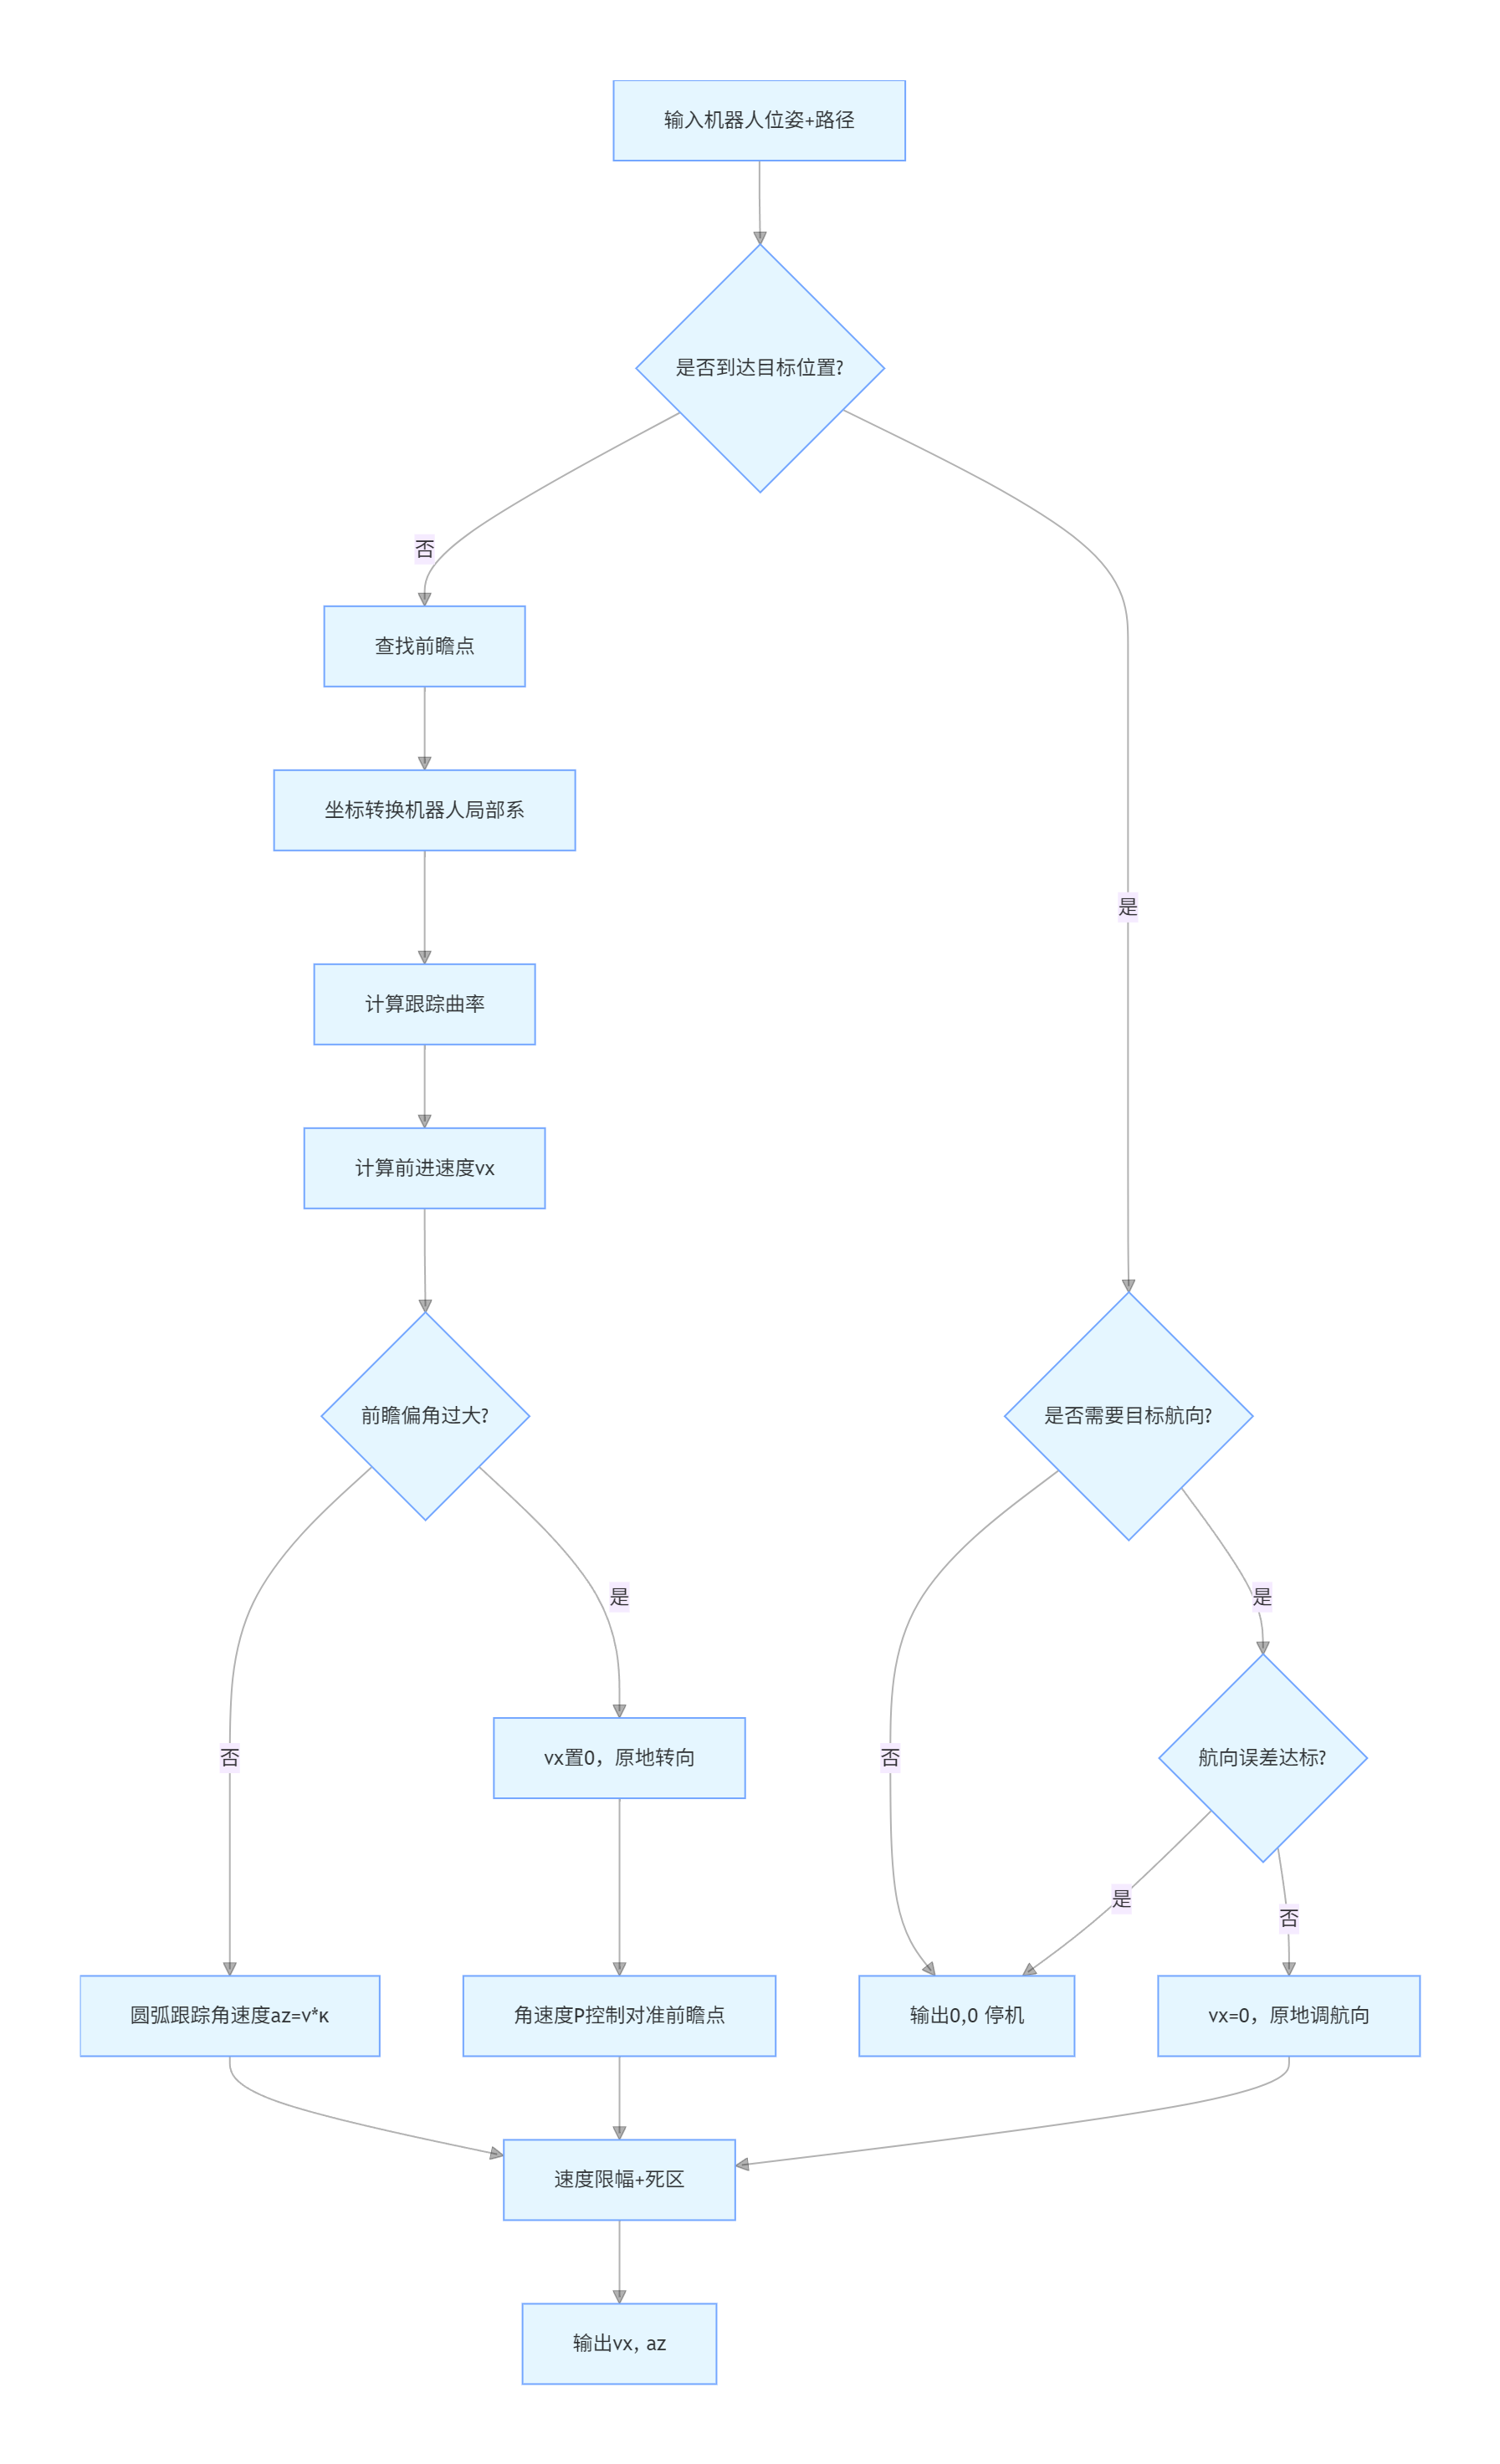 输入机器人位姿+路径
是否到达目标位置?
否
查找前瞻点
坐标转换机器人局部系
是
计算跟踪曲率
计算前进速度vx
前瞻偏角过大?
是否需要目标航向?
是
是
否
vx置0，原地转向
否
航向误差达标?
是
否
圆弧跟踪角速度az=v*κ
角速度P控制对准前瞻点
输出0,0 停机
vx=0，原地调航向
速度限幅+死区
输出vx, az